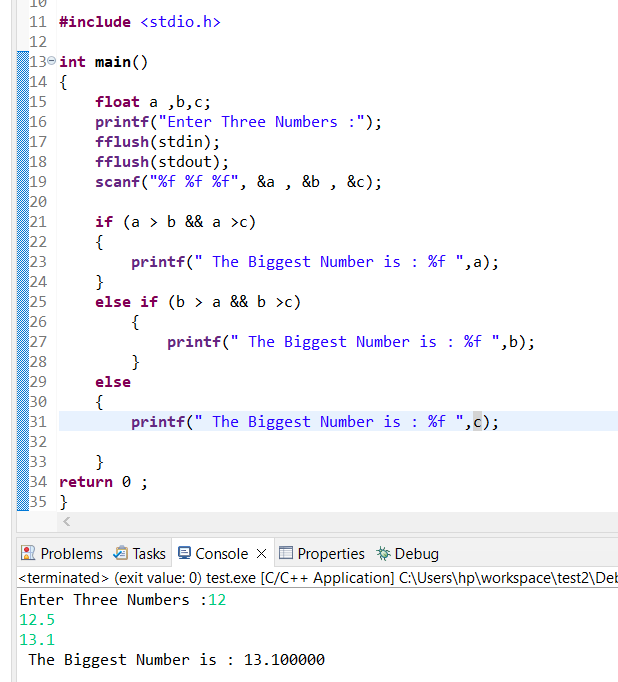 10
11 #include <stdio.h>
12
13 int main()
14 {
15     float a ,b,c;
16     printf("Enter Three Numbers :");
17     fflush(stdin);
18     fflush(stdout);
19     scanf("%f %f %f", &a , &b , &c);
20
21     if (a > b && a >c)
22     {
23         printf(" The Biggest Number is : %f ",a);
24     }
25     else if (b > a && b >c)
26         {
27             printf(" The Biggest Number is : %f ",b);
28         }
29     else
30     {
31         printf(" The Biggest Number is : %f ",c);
32
33     }
34 return 0 ;
35 }
Problems Tasks Console Properties Debug
<terminated> (exit value: 0) test.exe [C/C++ Application] C:\Users\hp\workspace\test2\Deb
Enter Three Numbers :12
12.5
13.1
 The Biggest Number is : 13.100000